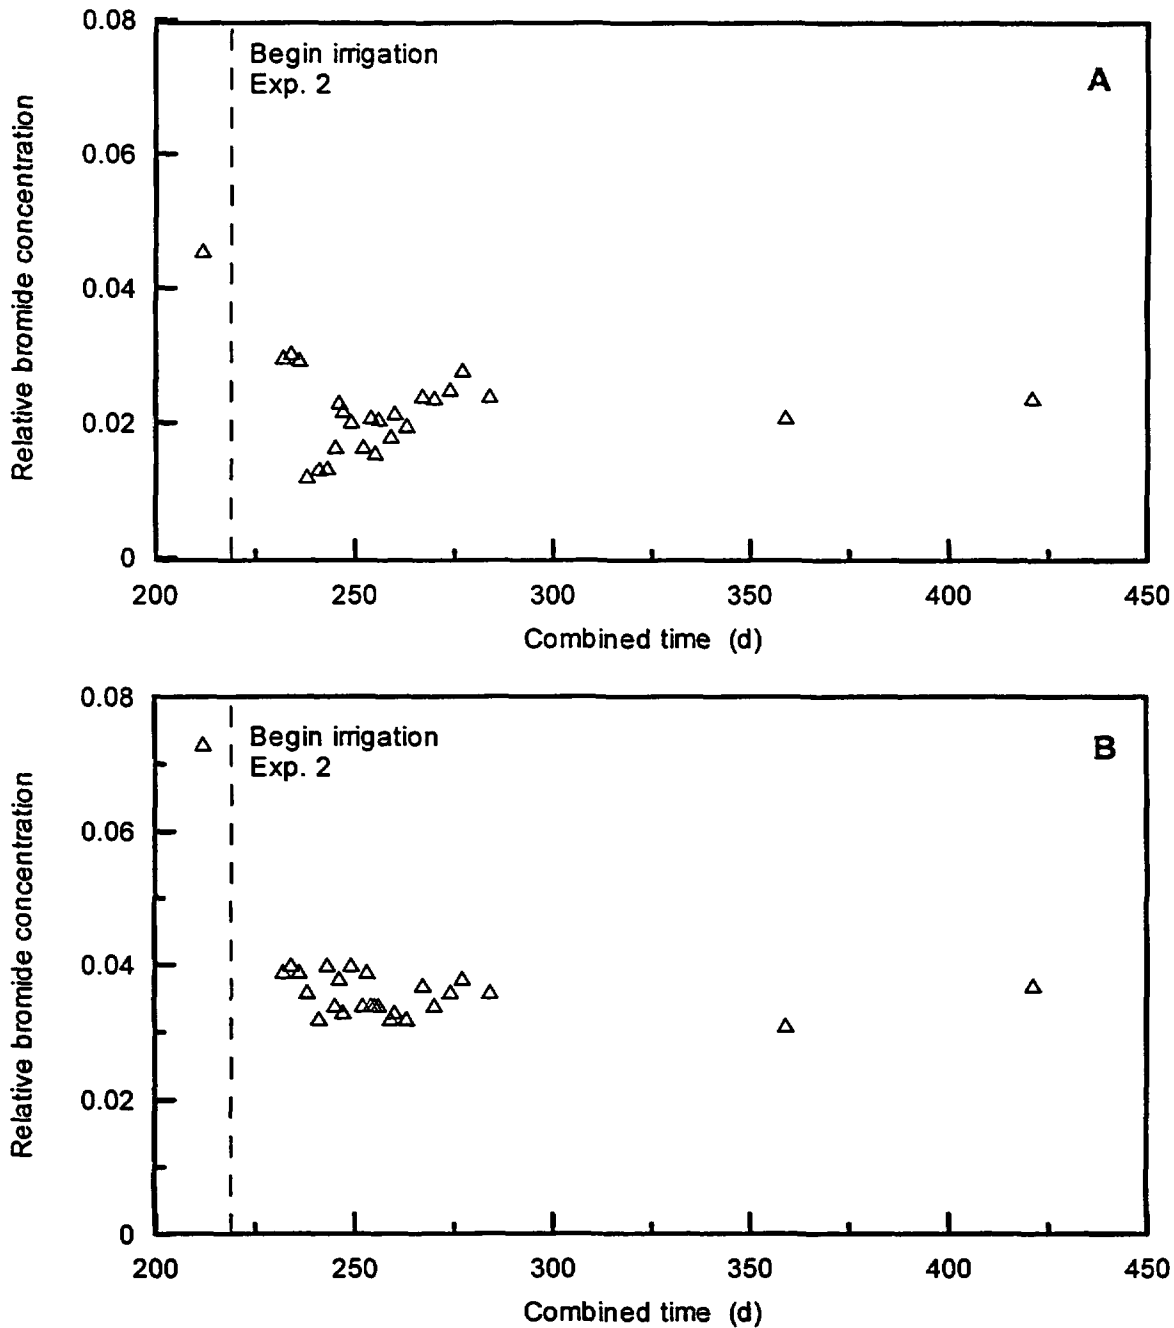 0.08
Begin irrigation
Exp. 2
A
0.06
Relative bromide concentration
0.04
0.02
0
200 250 300 350 400 450
Combined time (d)
0.08
Begin irrigation
Exp. 2
B
0.06
Relative bromide concentration
0.04
0.02
0
200 250 300 350 400 450
Combined time (d)